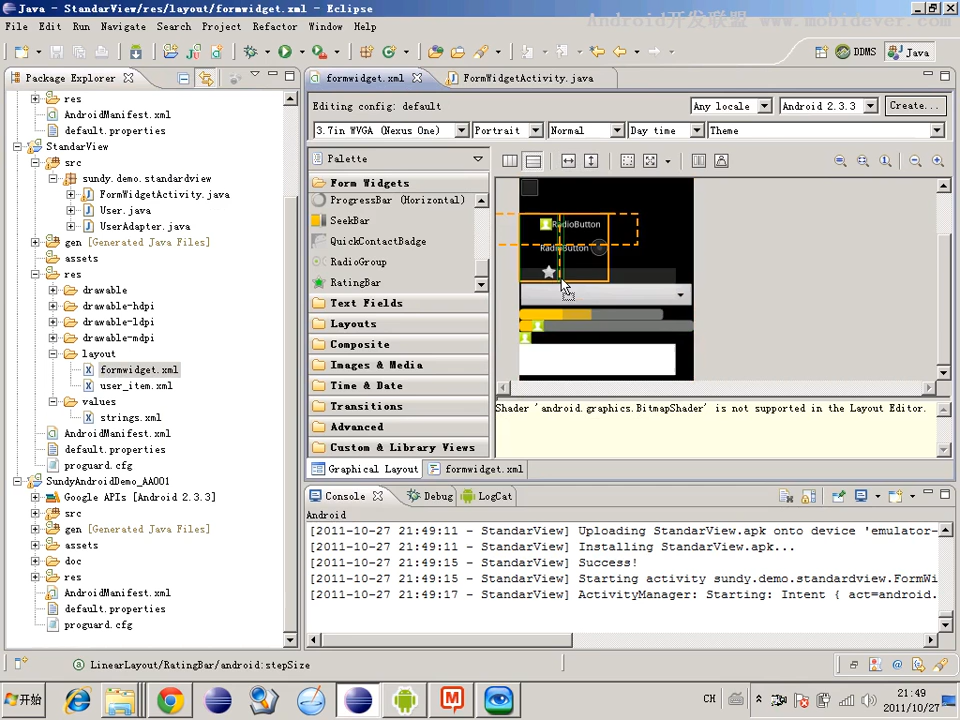 Java - StandarView/res/layout/formwidget.xml - Eclipse
Android开发联盟 www.mobidever.com
File Edit Run Navigate Search Project Refactor Window Help
DDMS Java
Package Explorer
res
AndroidManifest.xml
default.properties
StandarView
src
sundy.demo.standardview
FormWidgetActivity.java
User.java
UserAdapter.java
gen [Generated Java Files]
assets
res
drawable
drawable-hdpi
drawable-ldpi
drawable-mdpi
layout
formwidget.xml
user_item.xml
values
strings.xml
AndroidManifest.xml
default.properties
proguard.cfg
SundyAndroidDemo_AA001
Google APIs [Android 2.3.3]
src
gen [Generated Java Files]
assets
doc
res
AndroidManifest.xml
default.properties
proguard.cfg
formwidget.xml FormWidgetActivity.java
Editing config: default Any locale Android 2.3.3 Create...
3.7in WVGA (Nexus One) Portrait Normal Day time Theme
Palette
Form Widgets
ProgressBar (Horizontal)
SeekBar
QuickContactBadge
RadioGroup
RatingBar
Text Fields
Layouts
Composite
Images & Media
Time & Date
Transitions
Advanced
Custom & Library Views
RadioButton
RadioButton
Shader 'android.graphics.BitmapShader' is not supported in the Layout Editor.
Graphical Layout formwidget.xml
Console Debug LogCat
Android
[2011-10-27 21:49:11 - StandarView] Uploading StandarView.apk onto device 'emulator-
[2011-10-27 21:49:11 - StandarView] Installing StandarView.apk...
[2011-10-27 21:49:15 - StandarView] Success!
[2011-10-27 21:49:15 - StandarView] Starting activity sundy.demo.standardview.FormWi
[2011-10-27 21:49:17 - StandarView] ActivityManager: Starting: Intent { act=android.
LinearLayout/RatingBar/android:stepSize
开始
CH
21:49
2011/10/27